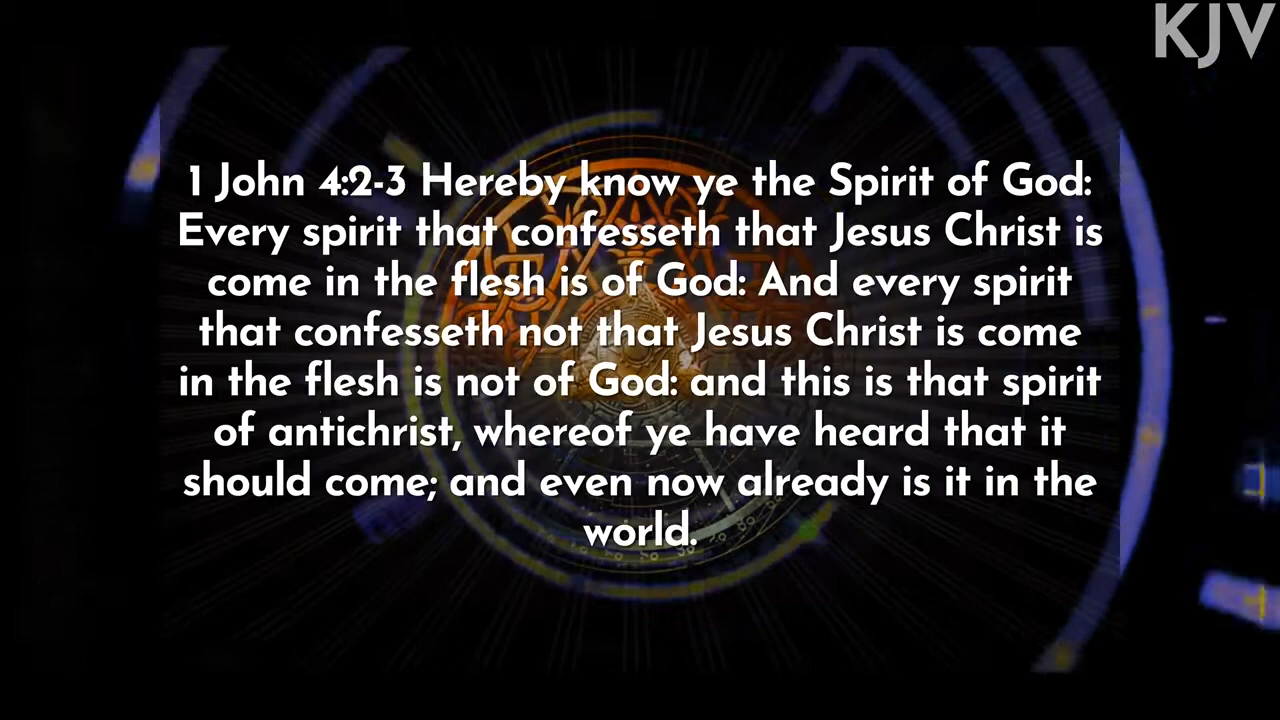 KJV
1 John 4:2-3 Hereby know ye the Spirit of God:
Every spirit that confesseth that Jesus Christ is
come in the flesh is of God: And every spirit
that confesseth not that Jesus Christ is come
in the flesh is not of God: and this is that spirit
of antichrist, whereof ye have heard that it
should come; and even now already is it in the
world.